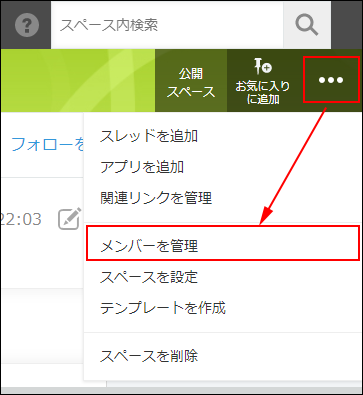 ?
スペース内検索
公開
スペース
お気に入り
に追加
フォローを
スレッドを追加
アプリを追加
関連リンクを管理
22:03
メンバーを管理
スペースを設定
テンプレートを作成
スペースを削除